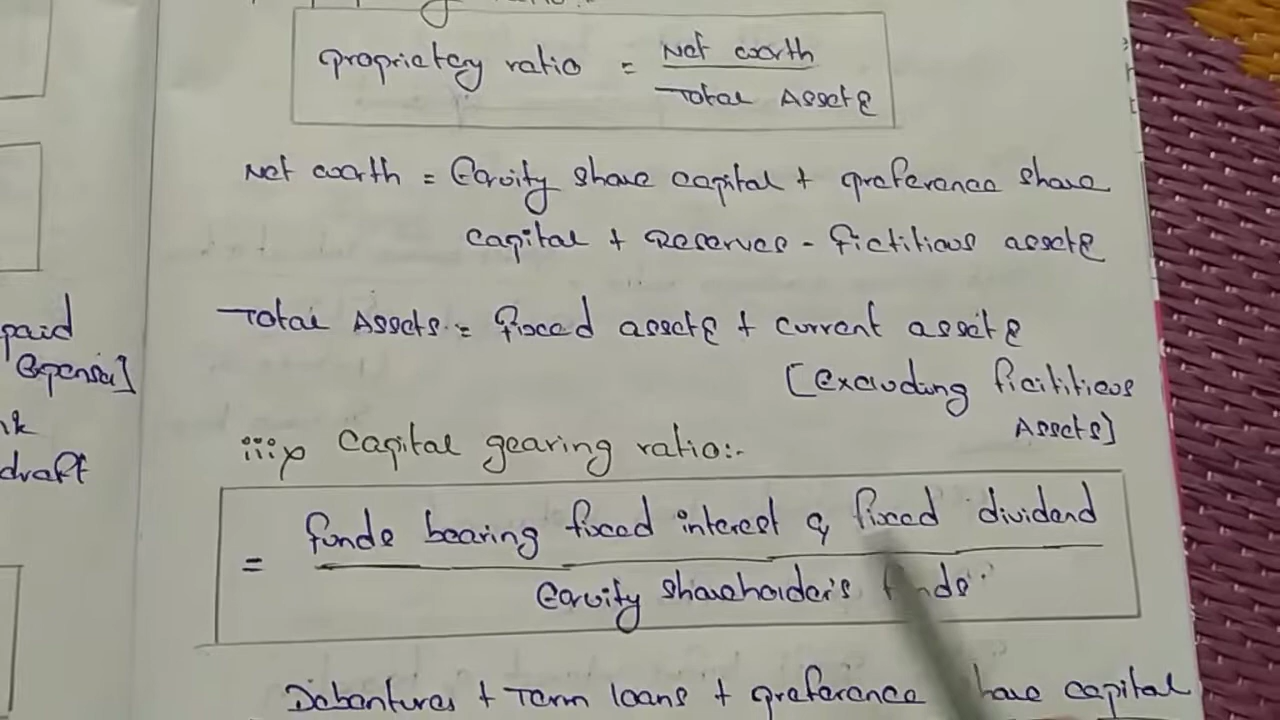 proprietary ratio = Net worth
Total Assets
Net worth = Equity share capital + preference share
capital + Reserves - fictitious assets
Total Assets = fixed assets + current assets
[excluding ficititious
Assets]
paid
Expenses]
draft
iii) Capital gearing ratio:-
= funds bearing fixed interest & fixed dividend
Equity shareholder's funds
Debentures + Term loans + preference share capital